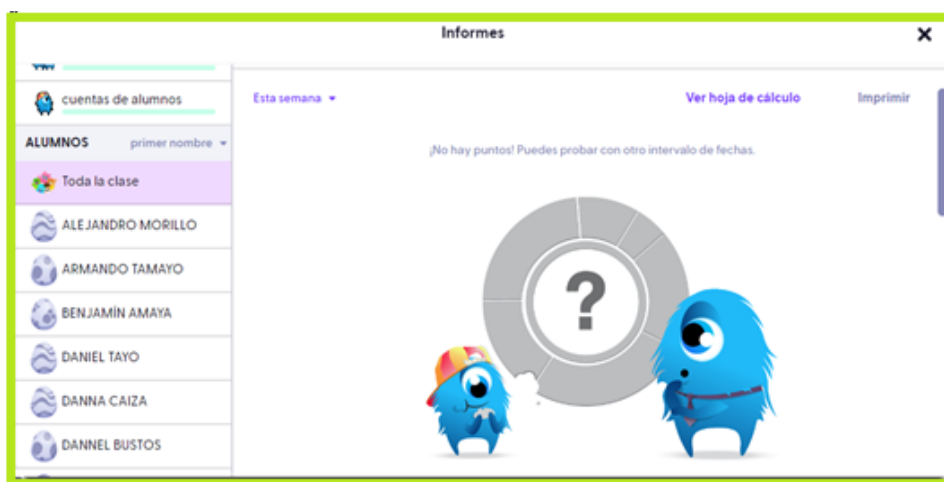 Informes
cuentas de alumnos
Esta semana
Ver hoja de cálculo
Imprimir
ALUMNOS
primer nombre
¡No hay puntos! Puedes probar con otro intervalo de fechas.
Toda la clase
ALEJANDRO MORILLO
ARMANDO TAMAYO
BENJAMÍN AMAYA
DANIEL TAYO
DANNA CAIZA
DANNEL BUSTOS
?